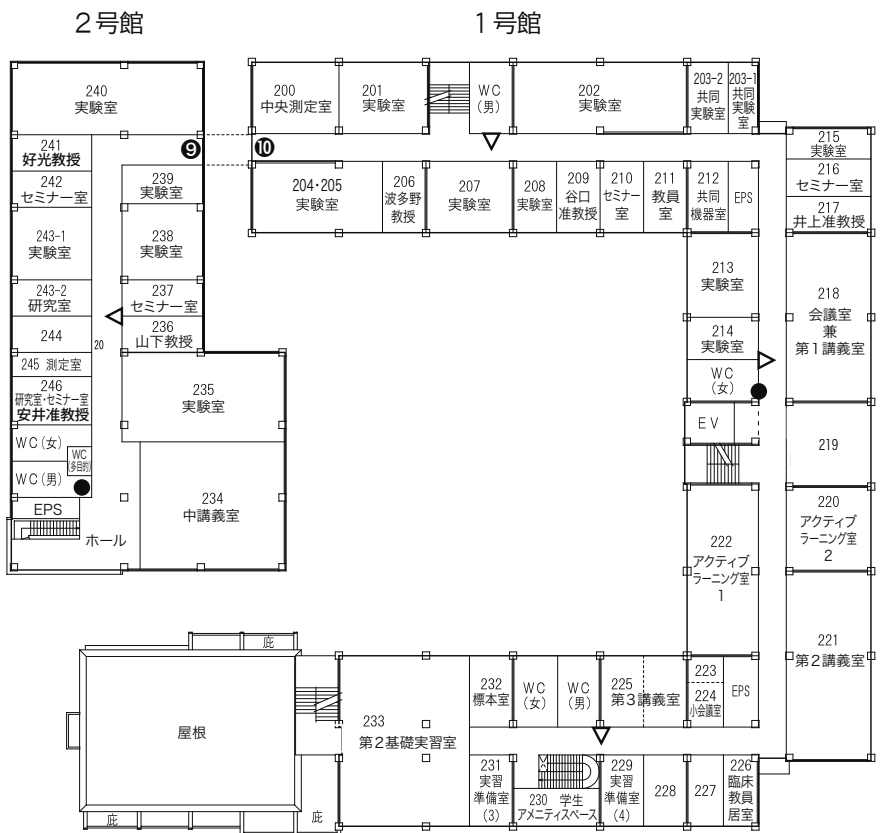 ２号館
１号館
240
実験室
241
好光教授
242
セミナー室
243-1
実験室
243-2
研究室
244
245 測定室
246
研究室・セミナー室
安井准教授
WC(女)
WC
(多目的)
WC(男)
EPS
ホール
20
❾
239
実験室
238
実験室
237
セミナー室
236
山下教授
235
実験室
234
中講義室
❿
200
中央測定室
201
実験室
WC
(男)
202
実験室
203-2
共同
実験室
203-1
共同
実験
室
204・205
実験室
206
波多野
教授
207
実験室
208
実験室
209
谷口
准教授
210
セミナー
室
211
教員
室
212
共同
機器室
EPS
213
実験室
214
実験室
WC
(女)
EV
215
実験室
216
セミナー室
217
井上准教授
218
会議室
兼
第１講義室
219
220
アクティブ
ラーニング室
2
221
第２講義室
222
アクティブ
ラーニング室
1
223
224
小会議室
EPS
225
第３講義室
WC
(男)
WC
(女)
232
標本室
233
第２基礎実習室
231
実習
準備室
(3)
230 学生
アメニティスペース
229
実習
準備室
(4)
228
227
226
臨床
教員
居室
庇
屋根
庇
庇